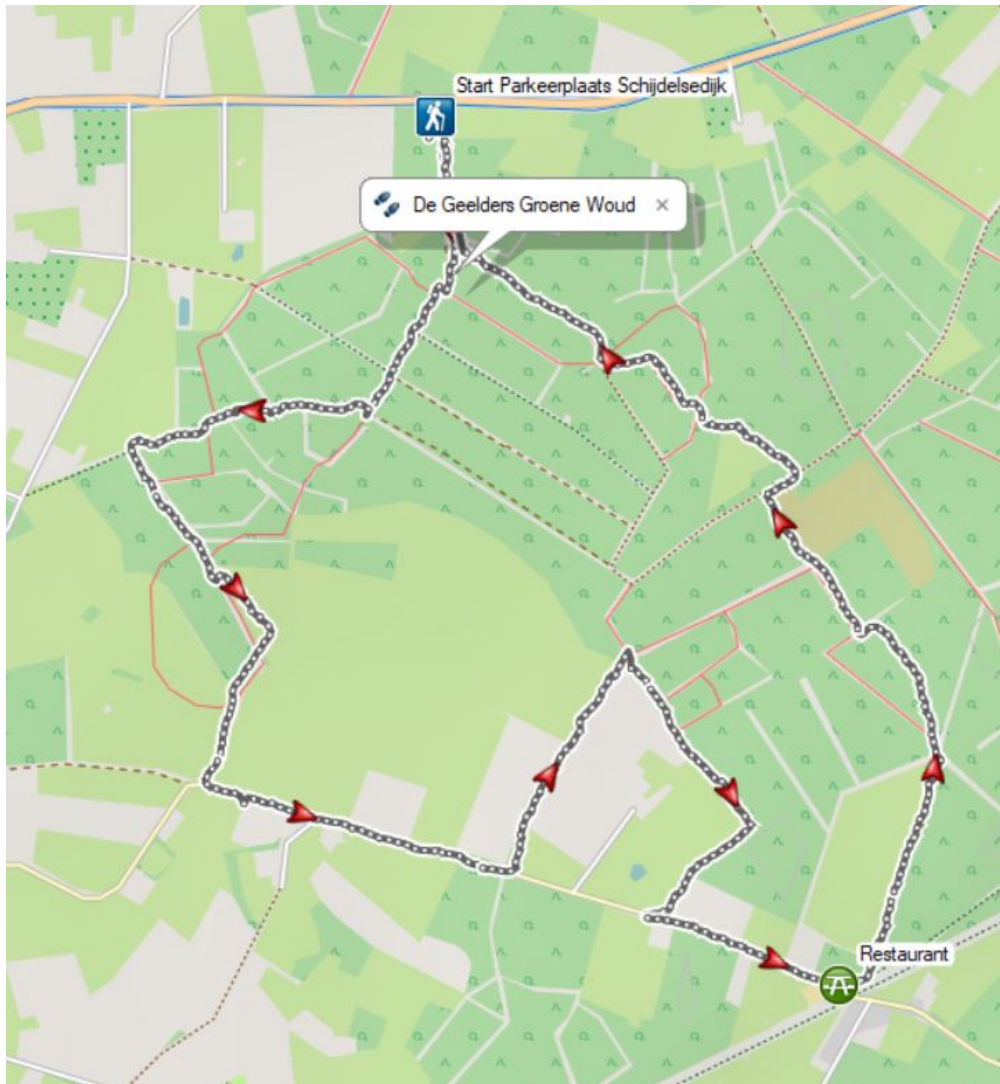 Start Parkeerplaats Schijdelsedijk
De Geelders Groene Woud ×
Restaurant